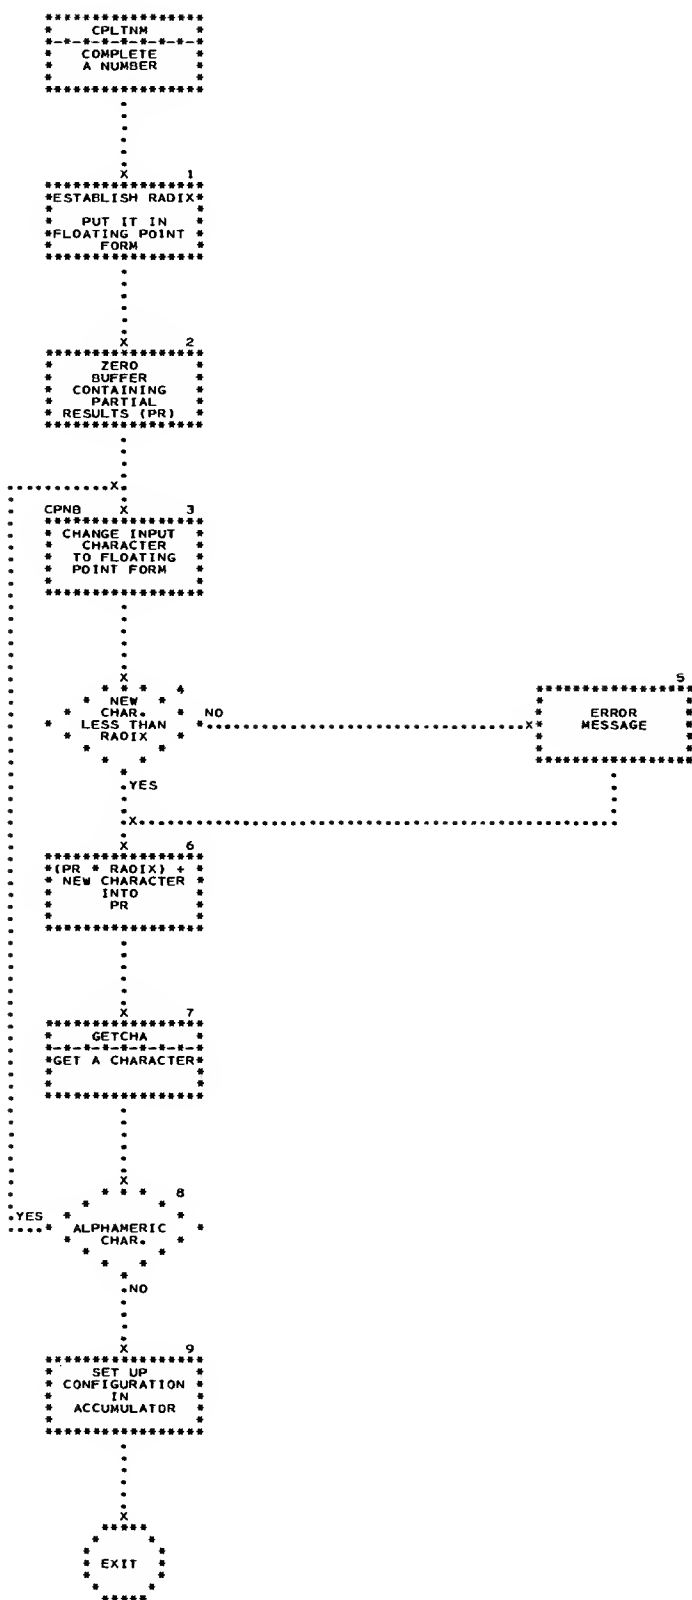 CPLTNM
COMPLETE
A NUMBER
1
ESTABLISH RADIX
PUT IT IN
FLOATING POINT
FORM
2
ZERO
BUFFER
CONTAINING
PARTIAL
RESULTS (PR)
CPNB
3
CHANGE INPUT
CHARACTER
TO FLOATING
POINT FORM
4
NEW
CHAR.
LESS THAN
RADIX
NO
5
ERROR
MESSAGE
YES
6
(PR * RADIX) +
NEW CHARACTER
INTO
PR
7
GETCHA
GET A CHARACTER
8
YES
ALPHAMERIC
CHAR.
NO
9
SET UP
CONFIGURATION
IN
ACCUMULATOR
EXIT